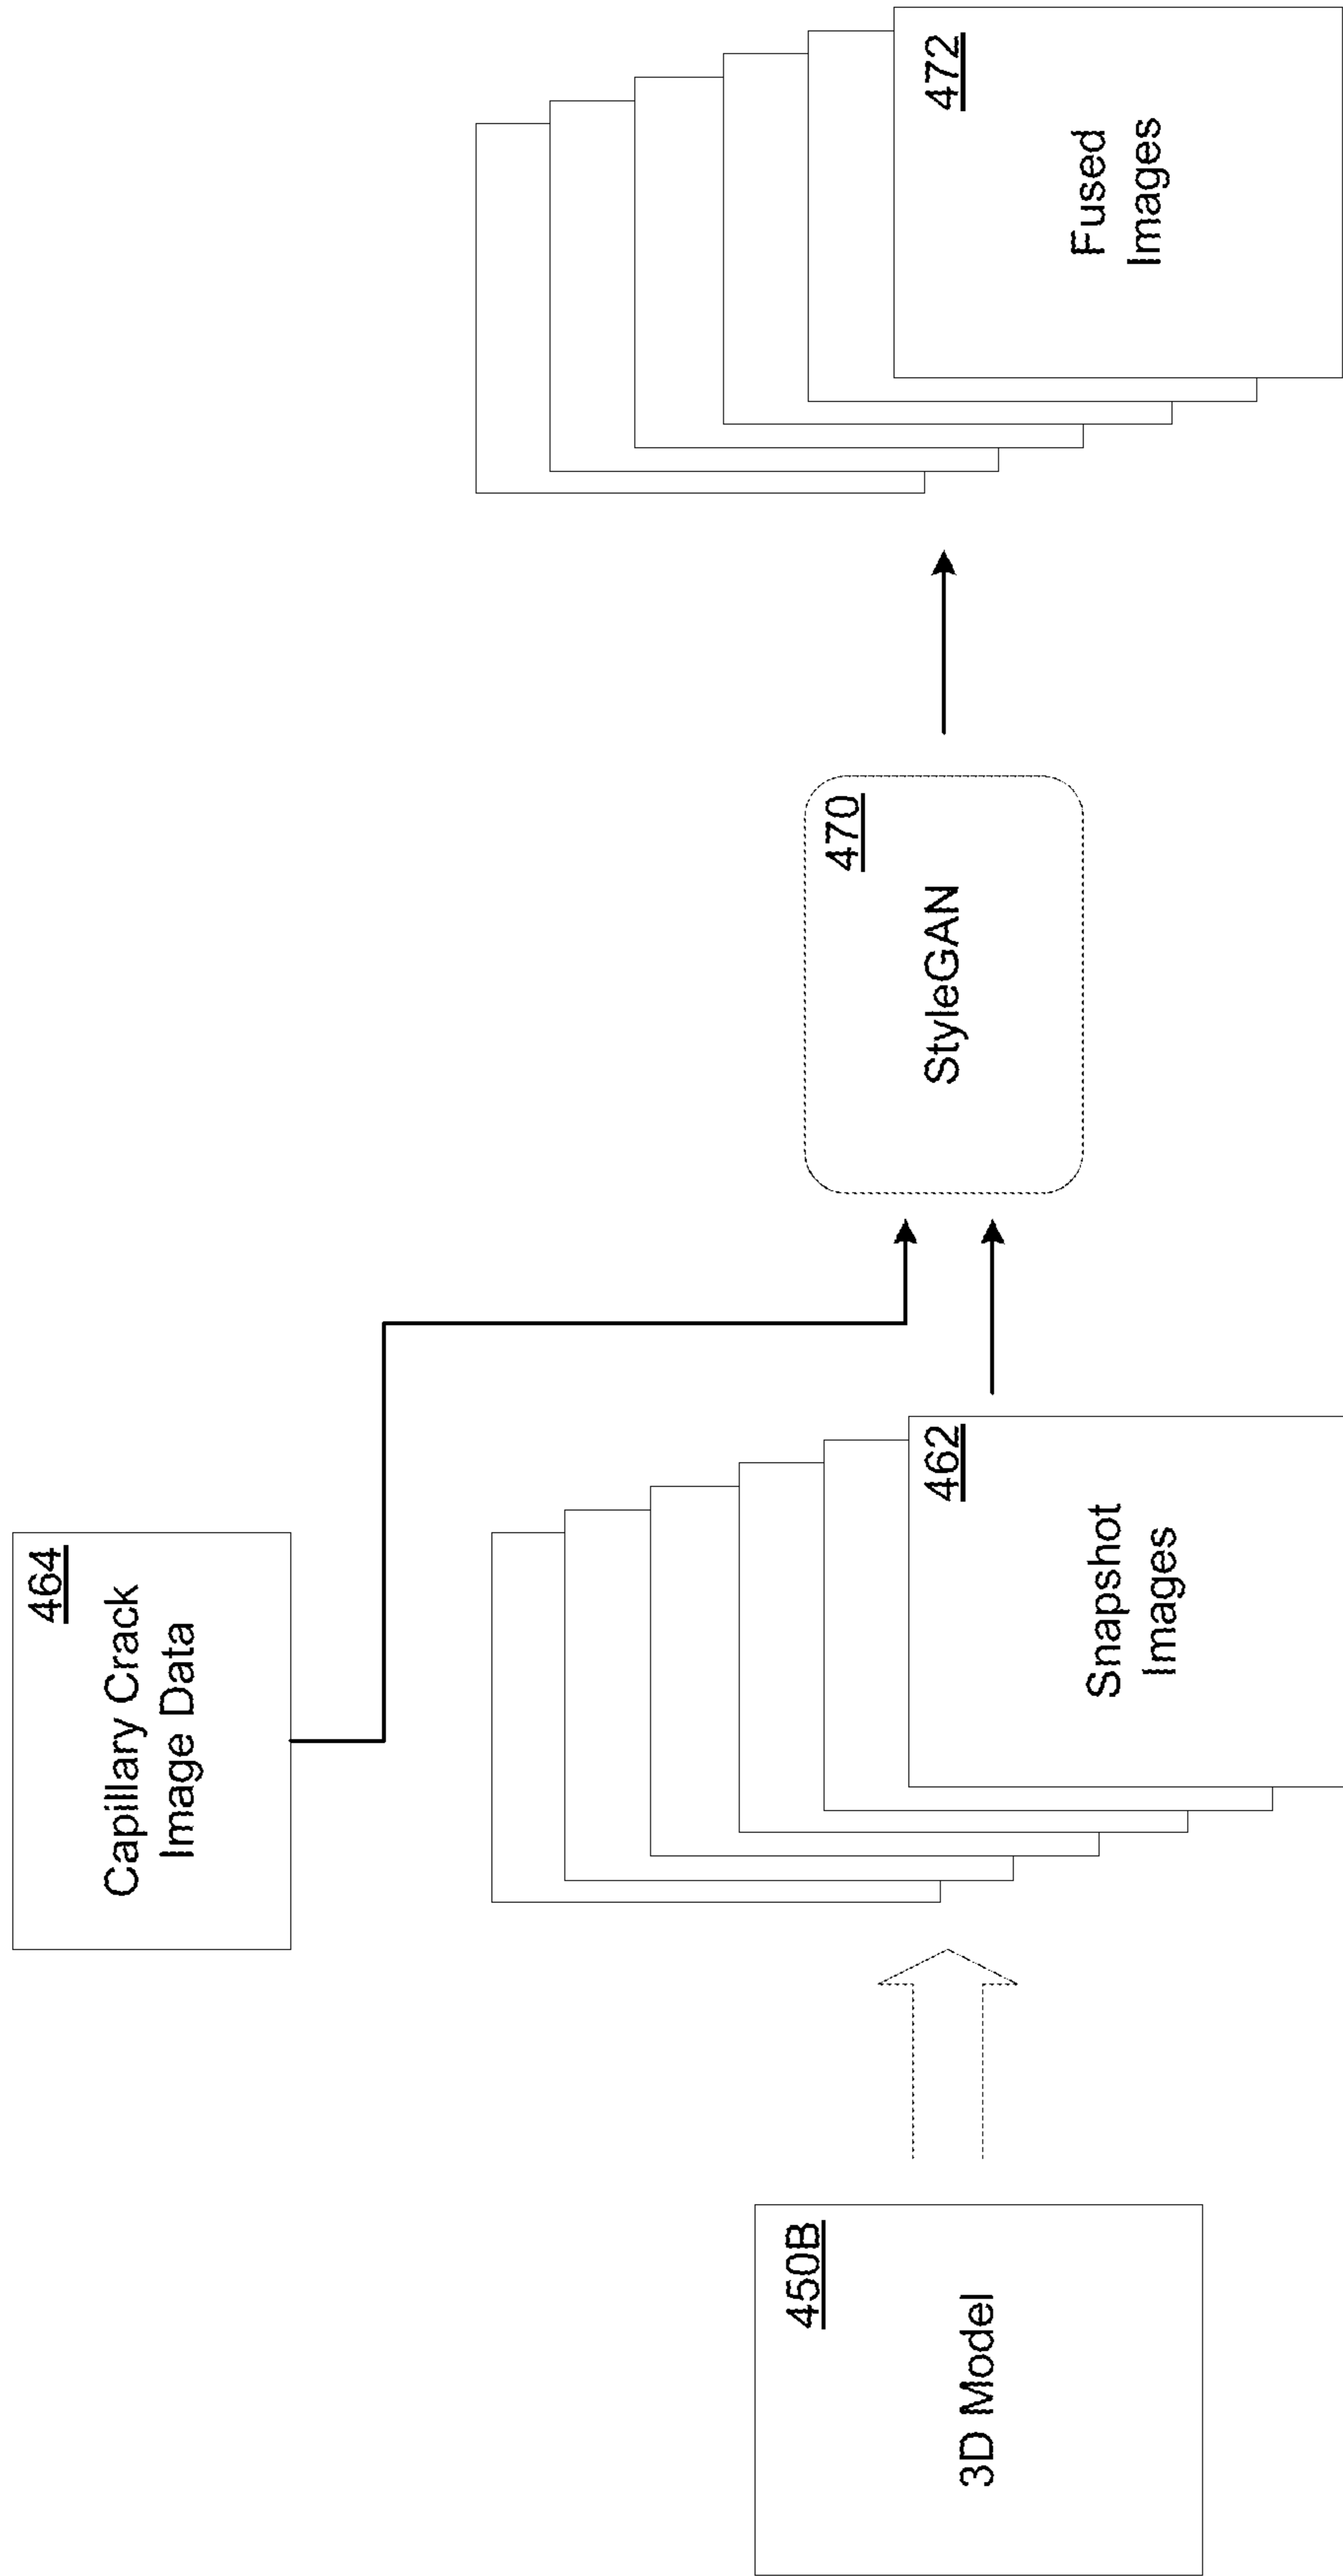 464
Capillary Crack
Image Data
450B
3D Model
462
Snapshot
Images
470
StyleGAN
472
Fused
Images